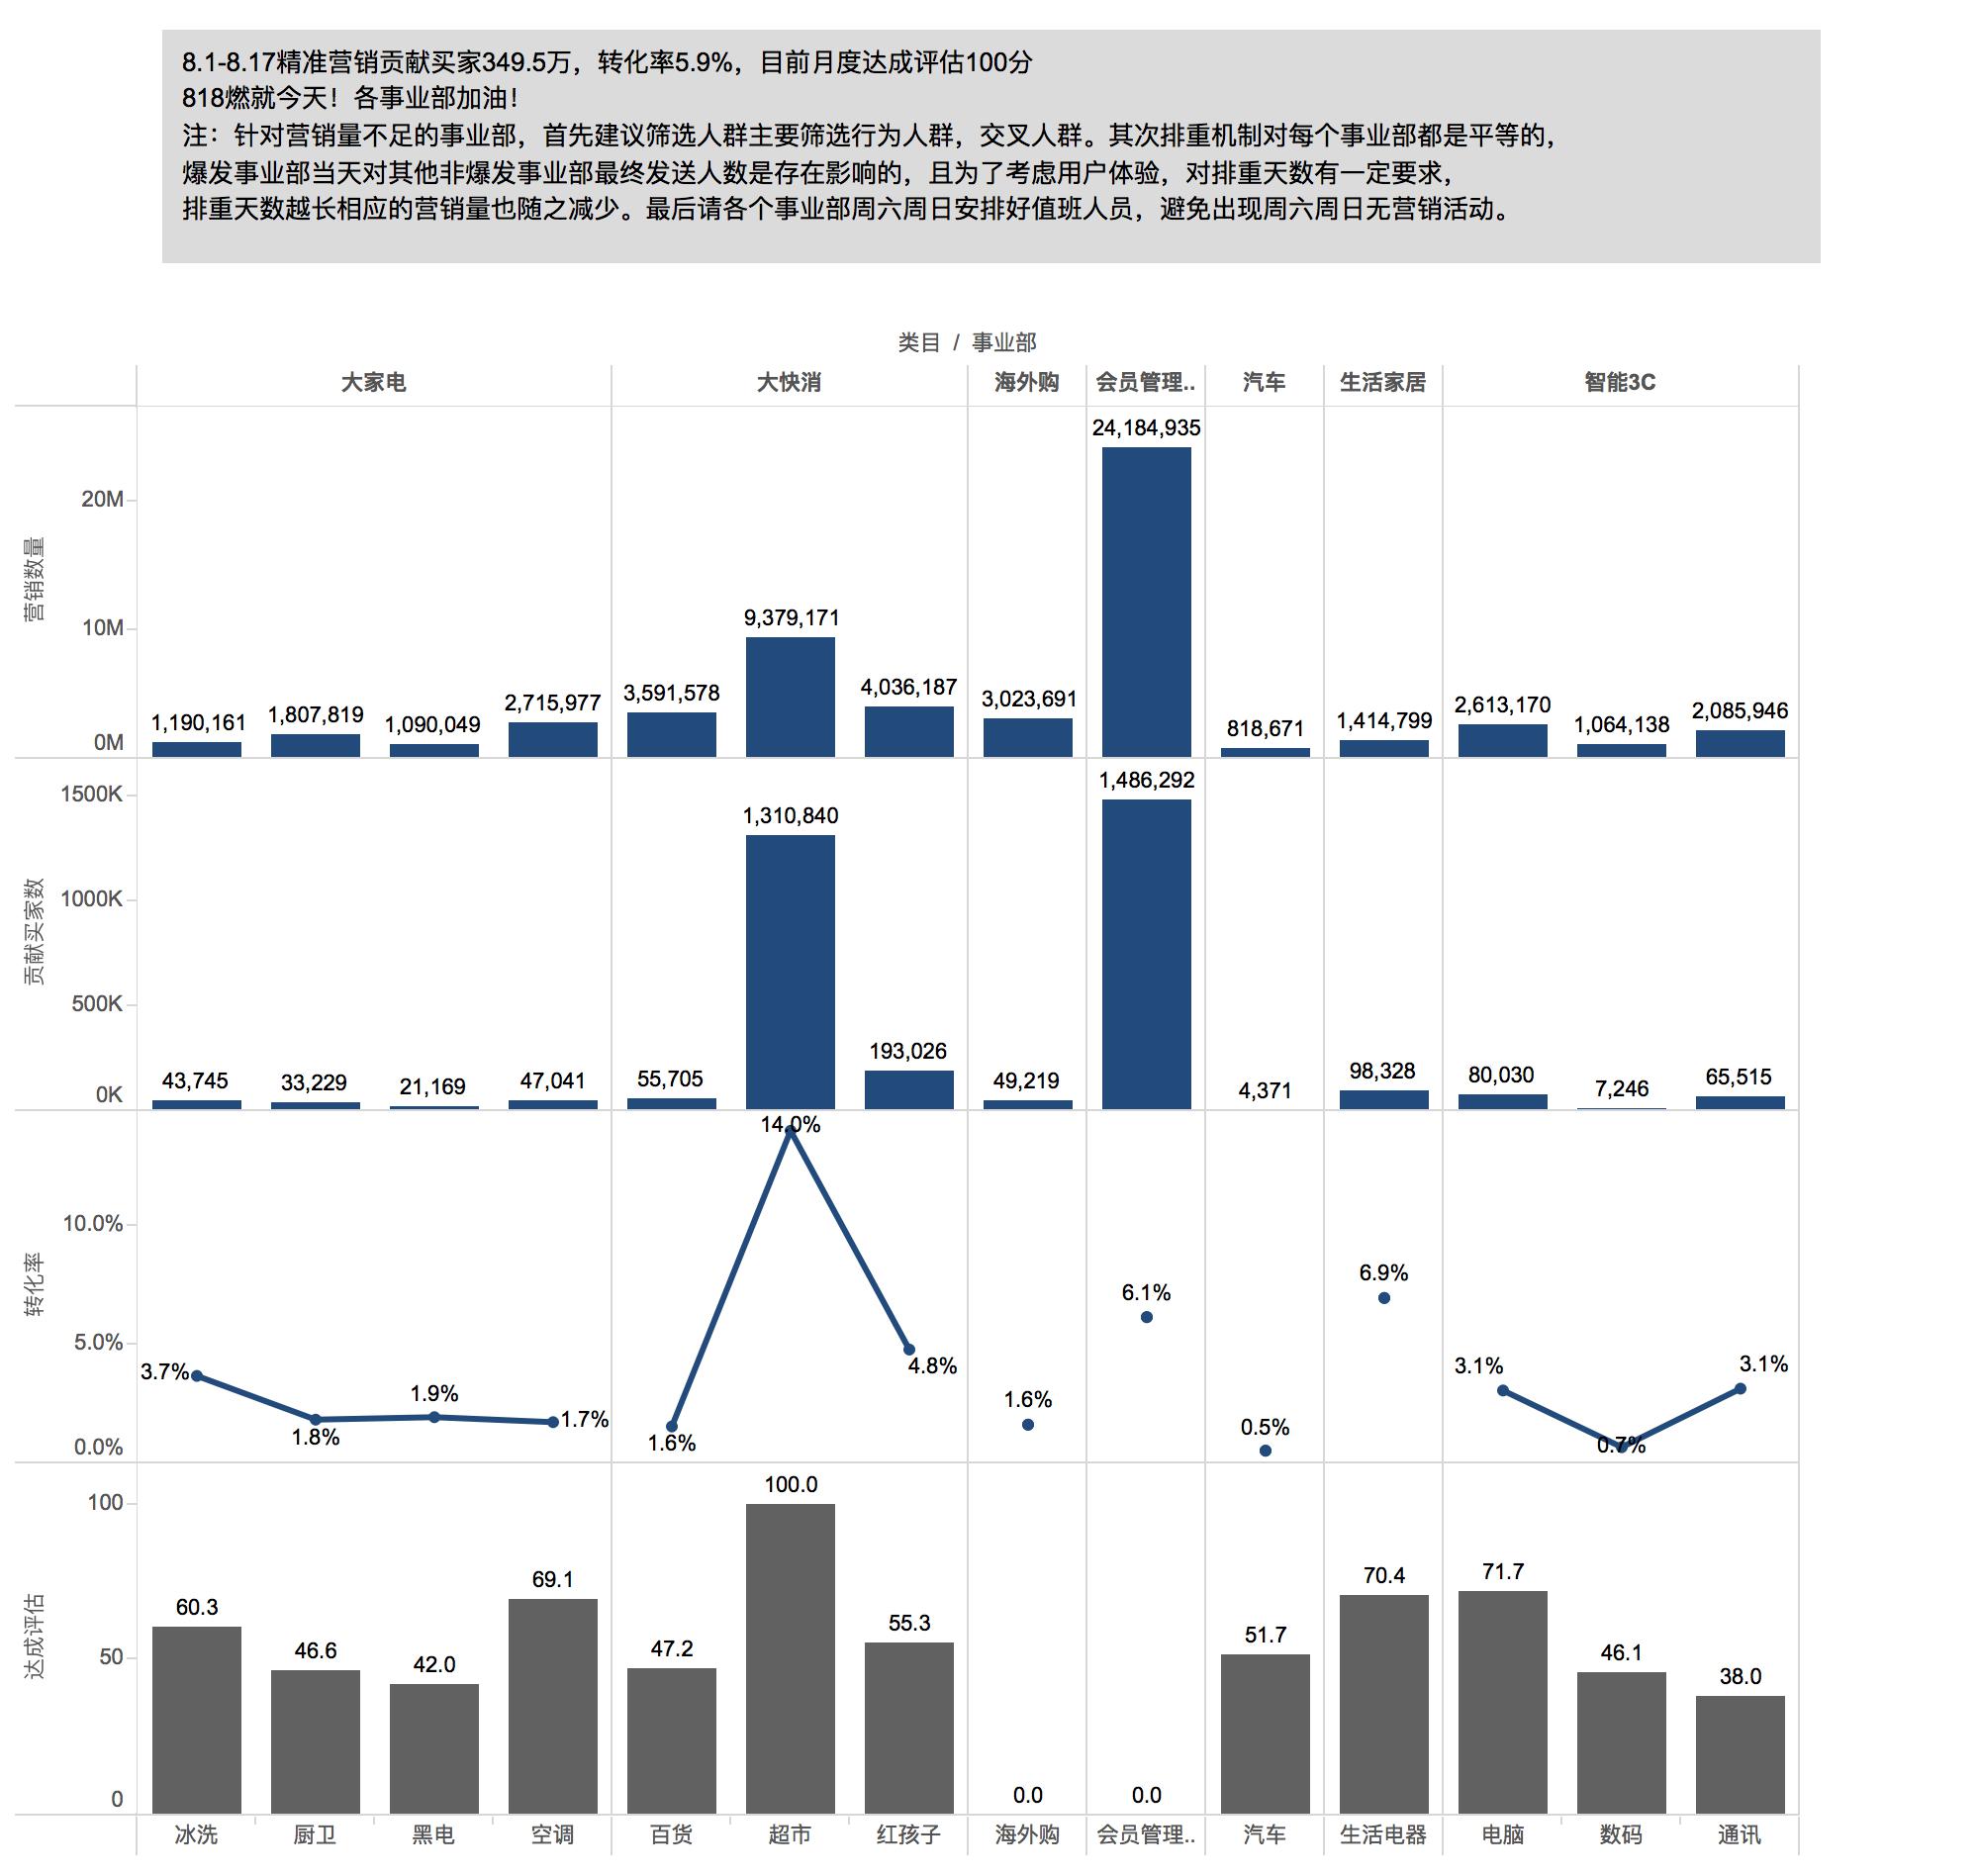 8.1-8.17精准营销贡献买家349.5万，转化率5.9%，目前月度达成评估100分
818燃就今天！各事业部加油！
注：针对营销量不足的事业部，首先建议筛选人群主要筛选行为人群，交叉人群。其次排重机制对每个事业部都是平等的，
爆发事业部当天对其他非爆发事业部最终发送人数是存在影响的，且为了考虑用户体验，对排重天数有一定要求，
排重天数越长相应的营销量也随之减少。最后请各个事业部周六周日安排好值班人员，避免出现周六周日无营销活动。
类目 / 事业部
大家电 大快消 海外购 会员管理.. 汽车 生活家居 智能3C
营销数量
20M
10M
0M
1,190,161 1,807,819 1,090,049 2,715,977 3,591,578 9,379,171 4,036,187 3,023,691 24,184,935 818,671 1,414,799 2,613,170 1,064,138 2,085,946
贡献买家数
1500K
1000K
500K
0K
43,745 33,229 21,169 47,041 55,705 1,310,840 193,026 49,219 1,486,292 4,371 98,328 80,030 7,246 65,515
转化率
10.0%
5.0%
0.0%
3.7% 1.8% 1.9% 1.7% 1.6% 14.0% 4.8% 1.6% 6.1% 0.5% 6.9% 3.1% 0.7% 3.1%
达成评估
100
50
0
60.3 46.6 42.0 69.1 47.2 100.0 55.3 0.0 0.0 51.7 70.4 71.7 46.1 38.0
冰洗 厨卫 黑电 空调 百货 超市 红孩子 海外购 会员管理.. 汽车 生活电器 电脑 数码 通讯